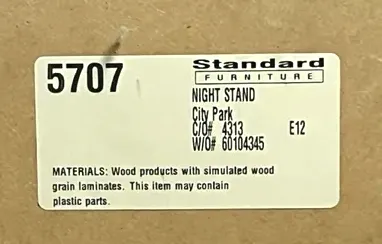 5707
Standard
FURNITURE
NIGHT STAND
City Park
C/O# 4313 E12
W/O# 60104345
MATERIALS: Wood products with simulated wood
grain laminates. This item may contain
plastic parts.